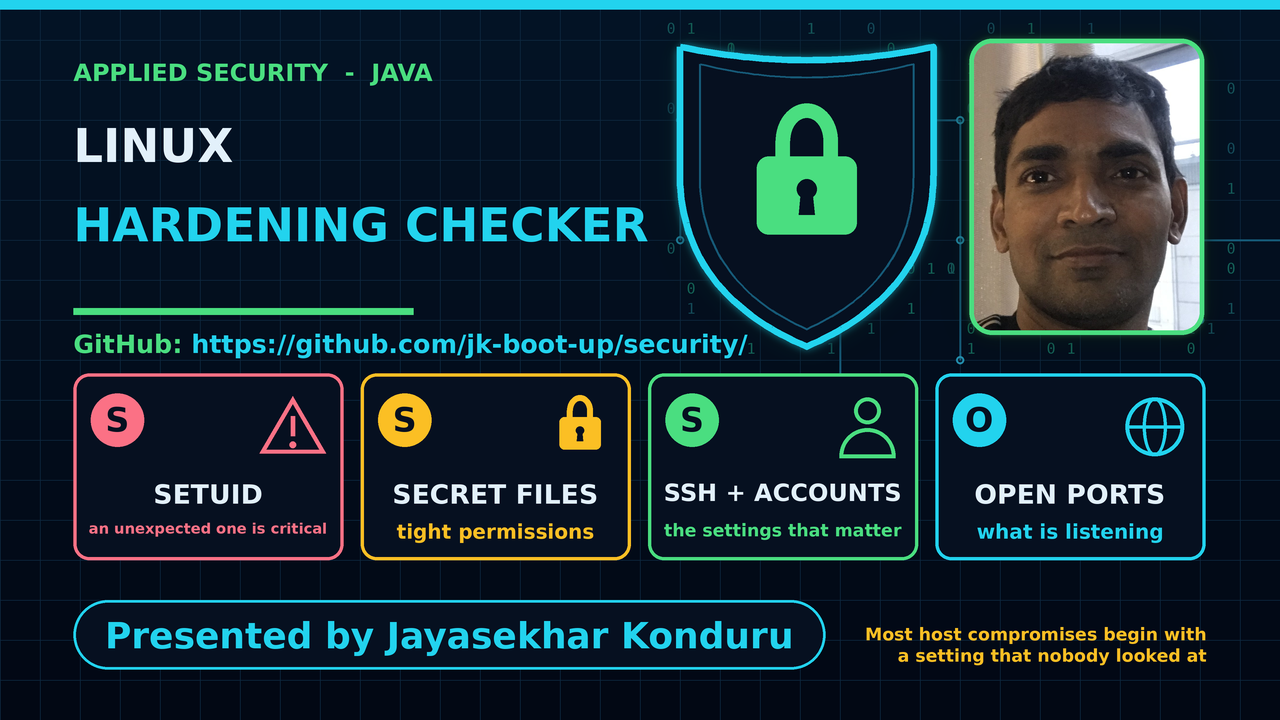 APPLIED SECURITY - JAVA
LINUX
HARDENING CHECKER
GitHub: https://github.com/jk-boot-up/security/
S
SETUID
an unexpected one is critical
S
SECRET FILES
tight permissions
S
SSH + ACCOUNTS
the settings that matter
O
OPEN PORTS
what is listening
Presented by Jayasekhar Konduru
Most host compromises begin with
a setting that nobody looked at